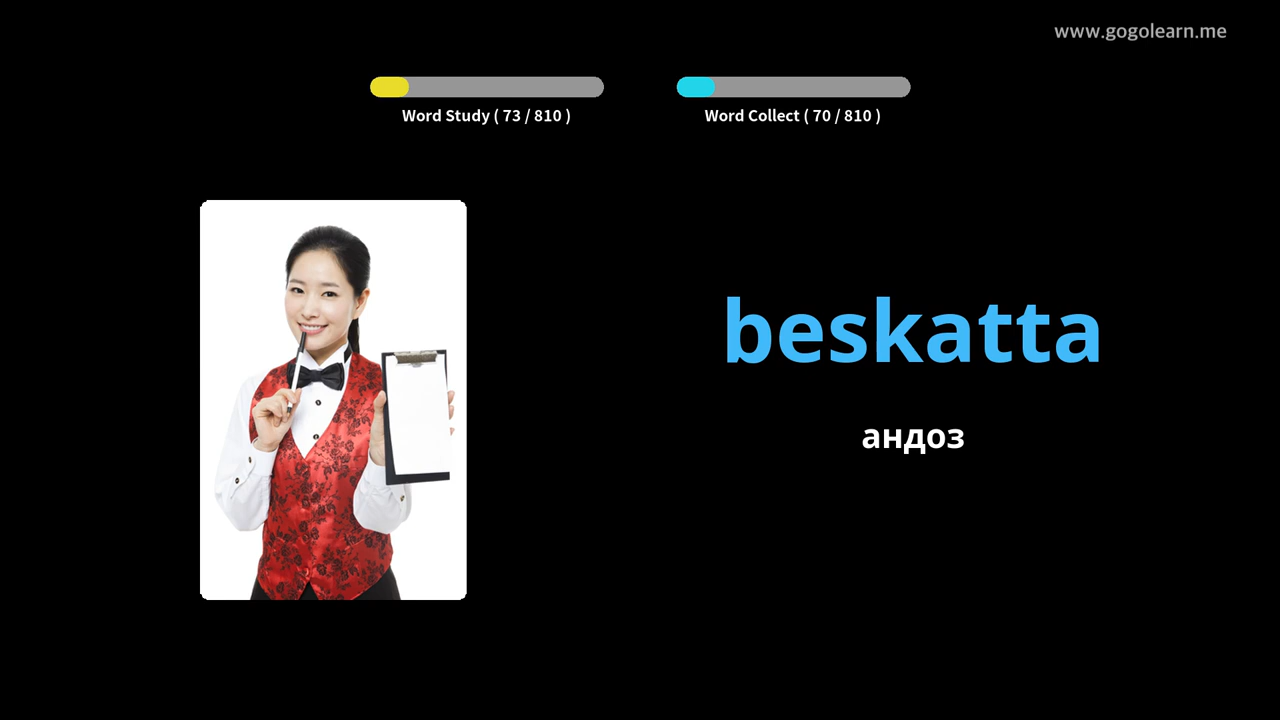 www.gogolearn.me
Word Study ( 73 / 810 )
Word Collect ( 70 / 810 )
beskatta
андоз